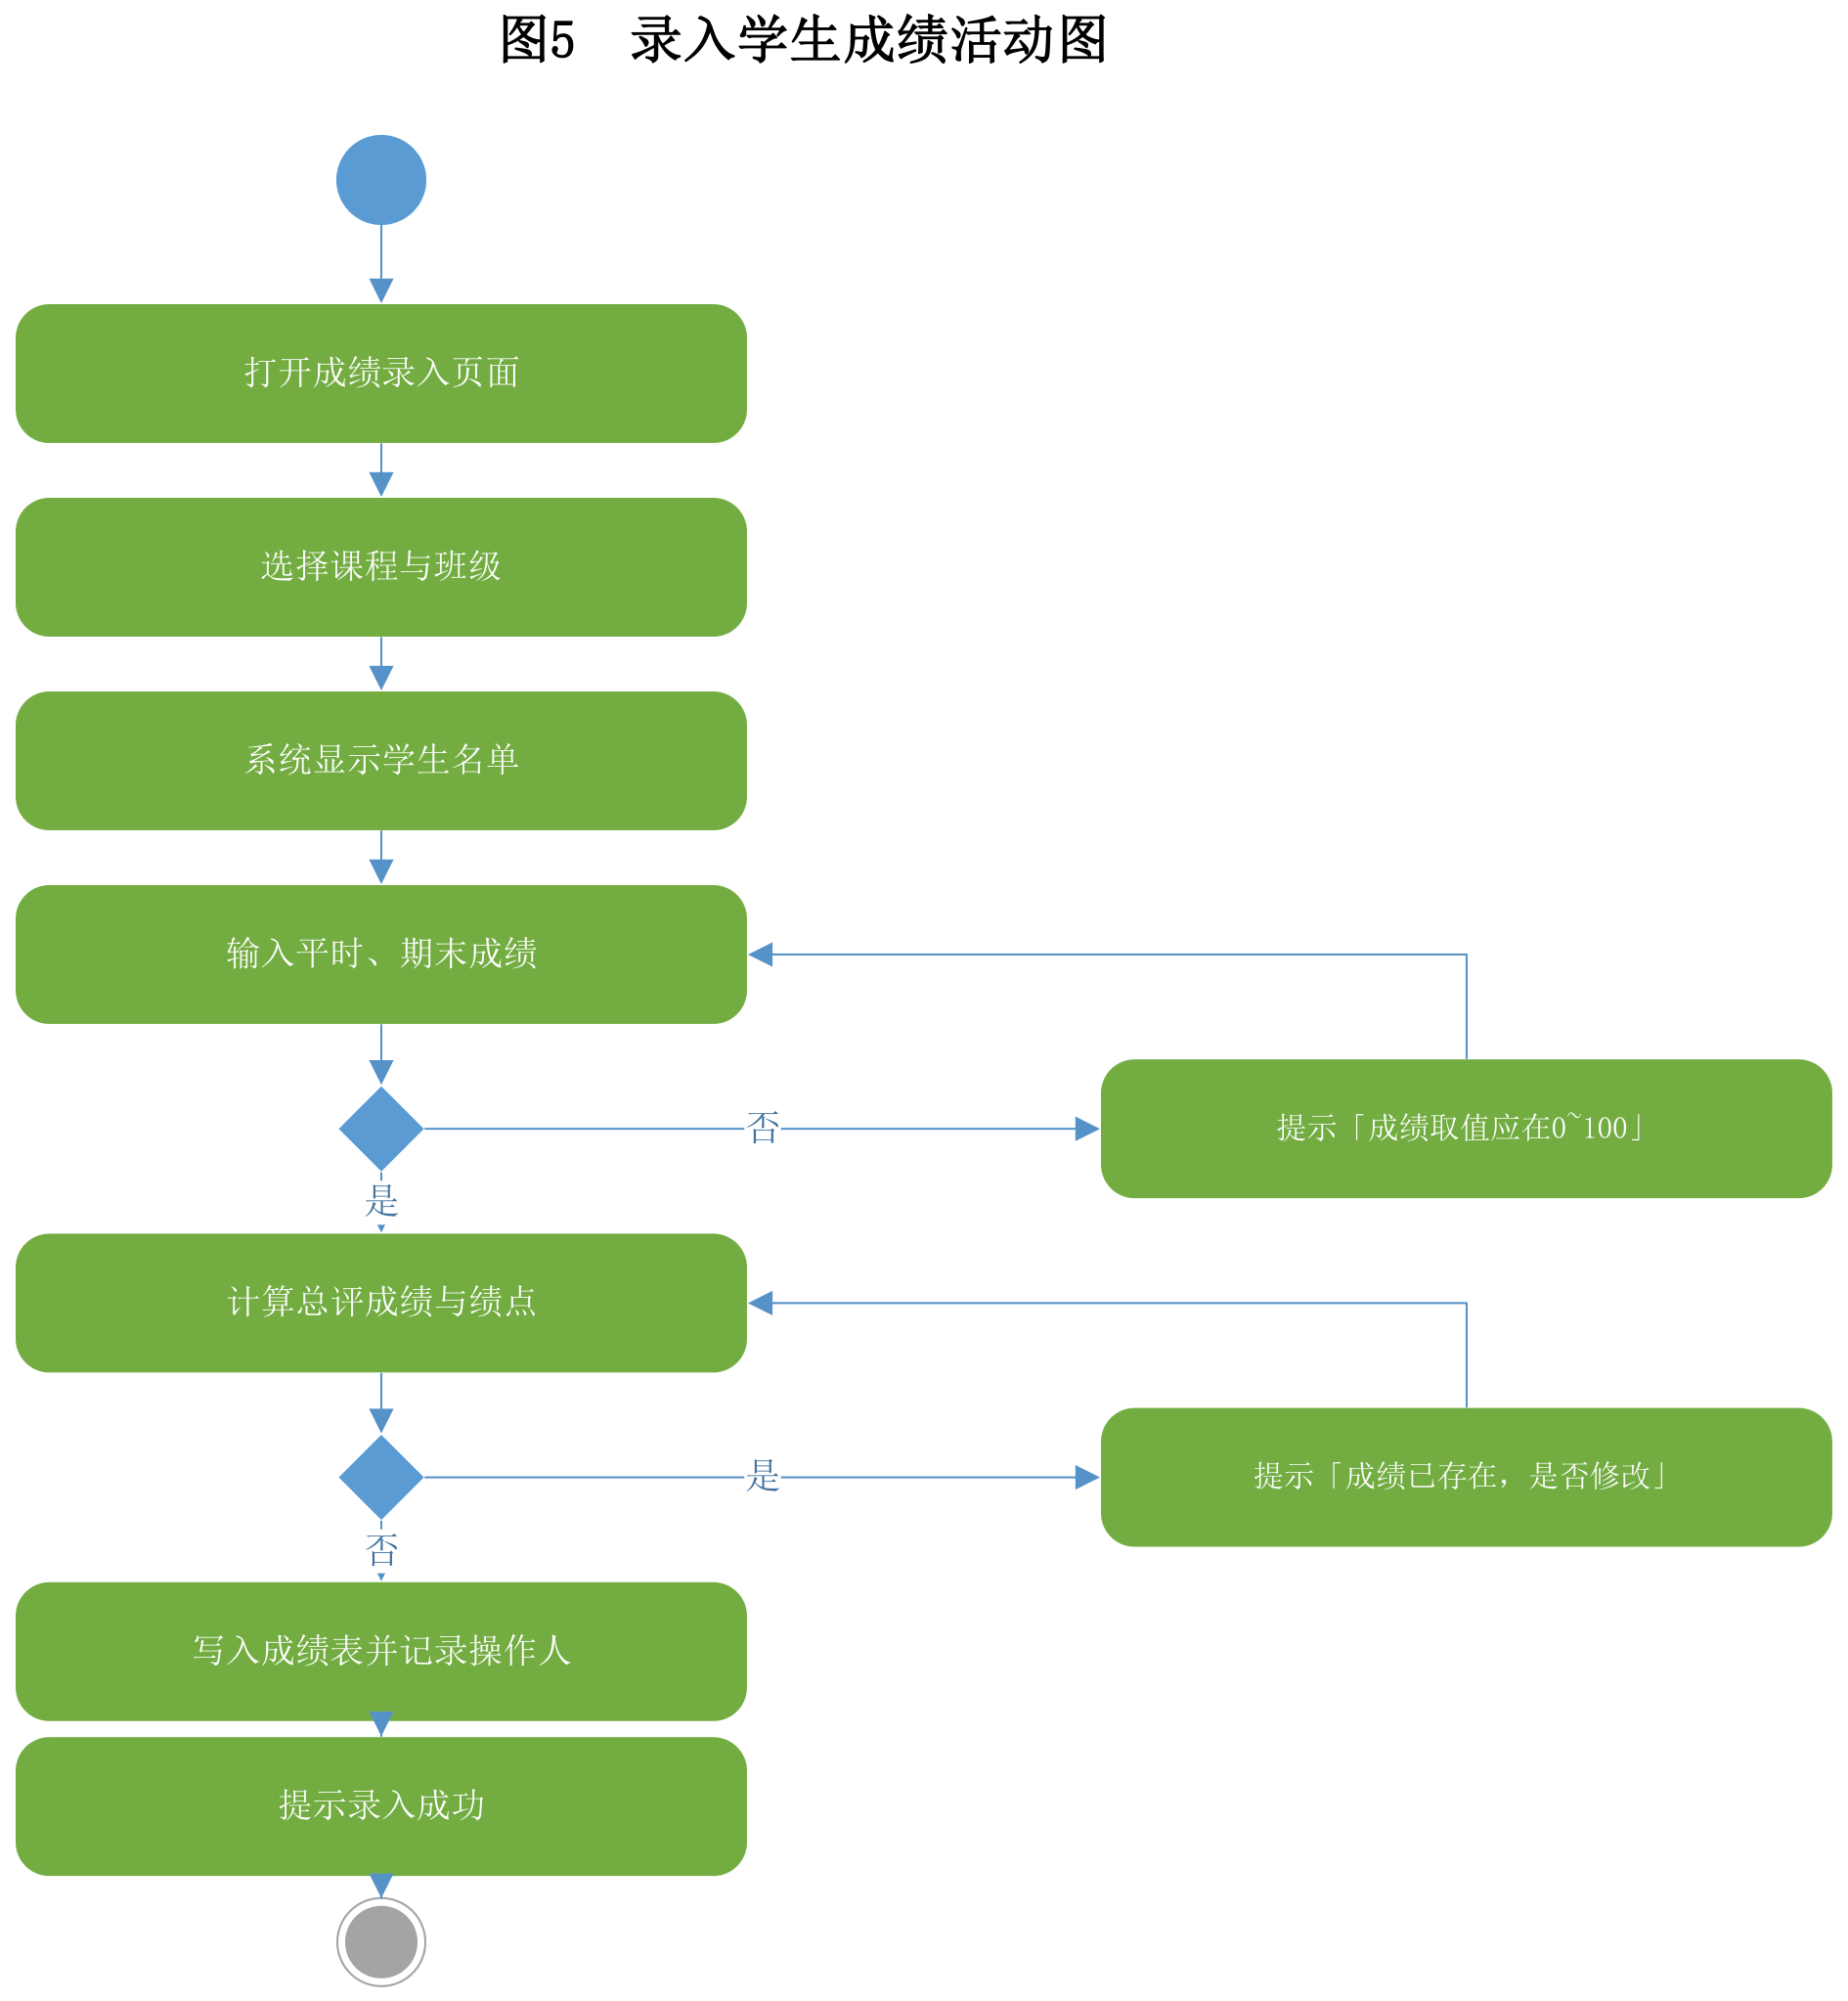 图5 录入学生成绩活动图
打开成绩录入页面
选择课程与班级
系统显示学生名单
输入平时、期末成绩
否
提示「成绩取值应在0~100」
是
计算总评成绩与绩点
是
提示「成绩已存在，是否修改」
否
写入成绩表并记录操作人
提示录入成功